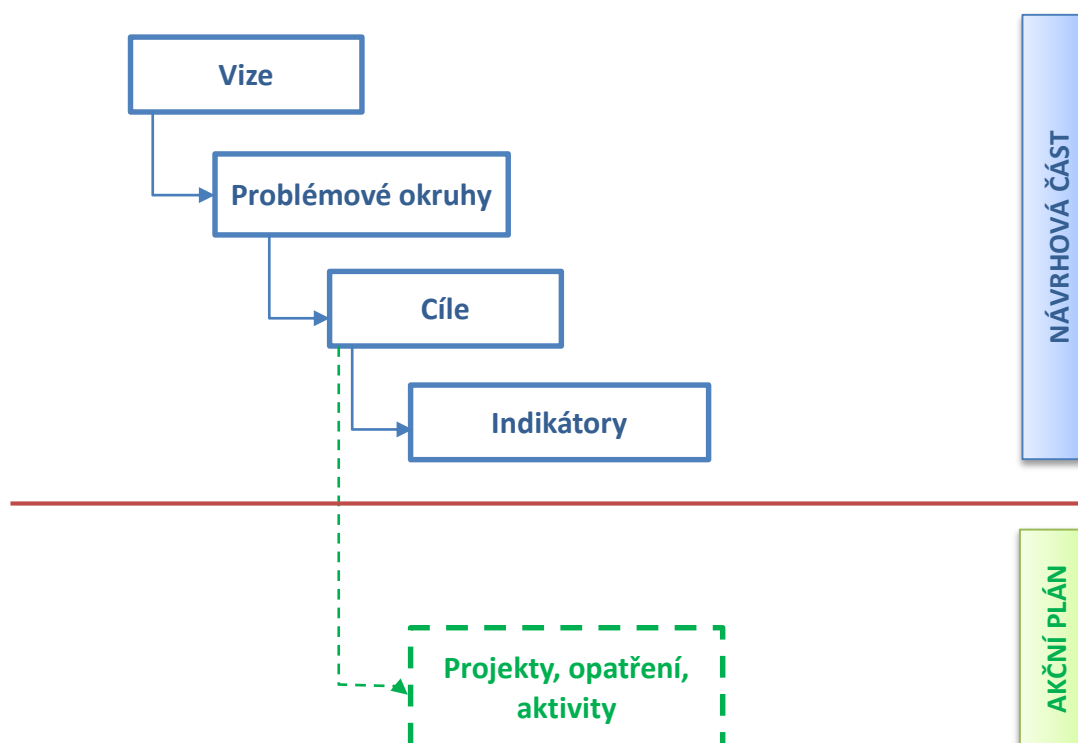 Vize
Problémové okruhy
Cíle
Indikátory
NÁVRHOVÁ ČÁST
Projekty, opatření,
aktivity
AKČNÍ PLÁN